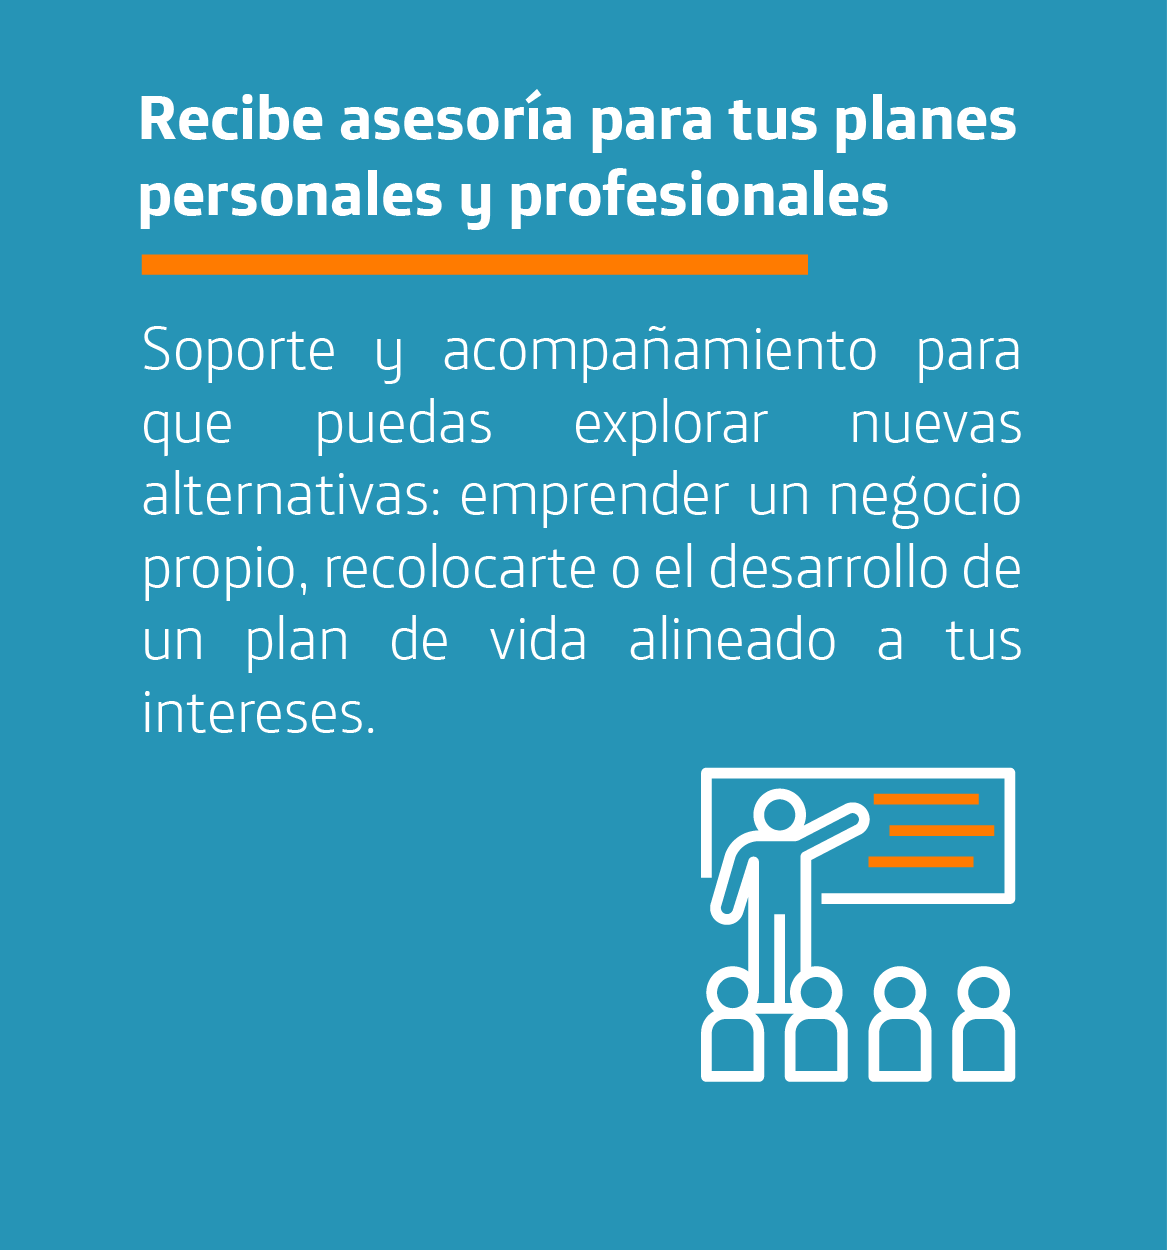 Recibe asesoría para tus planes
personales y profesionales
Soporte y acompañamiento para
que puedas explorar nuevas
alternativas: emprender un negocio
propio, recolocarte o el desarrollo de
un plan de vida alineado a tus
intereses.